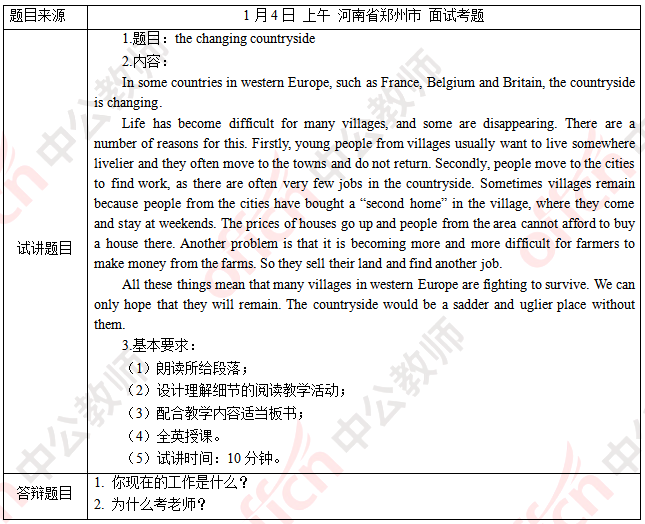 题目来源
1月4日 上午 河南省郑州市 面试考题
试讲题目
1.题目：the changing countryside
2.内容：
In some countries in western Europe, such as France, Belgium and Britain, the countryside
is changing.
Life has become difficult for many villages, and some are disappearing. There are a
number of reasons for this. Firstly, young people from villages usually want to live somewhere
livelier and they often move to the towns and do not return. Secondly, people move to the cities
to find work, as there are often very few jobs in the countryside. Sometimes villages remain
because people from the cities have bought a “second home” in the village, where they come
and stay at weekends. The prices of houses go up and people from the area cannot afford to buy
a house there. Another problem is that it is becoming more and more difficult for farmers to
make money from the farms. So they sell their land and find another job.
All these things mean that many villages in western Europe are fighting to survive. We can
only hope that they will remain. The countryside would be a sadder and uglier place without
them.
3.基本要求：
（1）朗读所给段落；
（2）设计理解细节的阅读教学活动；
（3）配合教学内容适当板书；
（4）全英授课。
（5）试讲时间：10分钟。
答辩题目
1. 你现在的工作是什么？
2. 为什么考老师？
offcn 中公教师